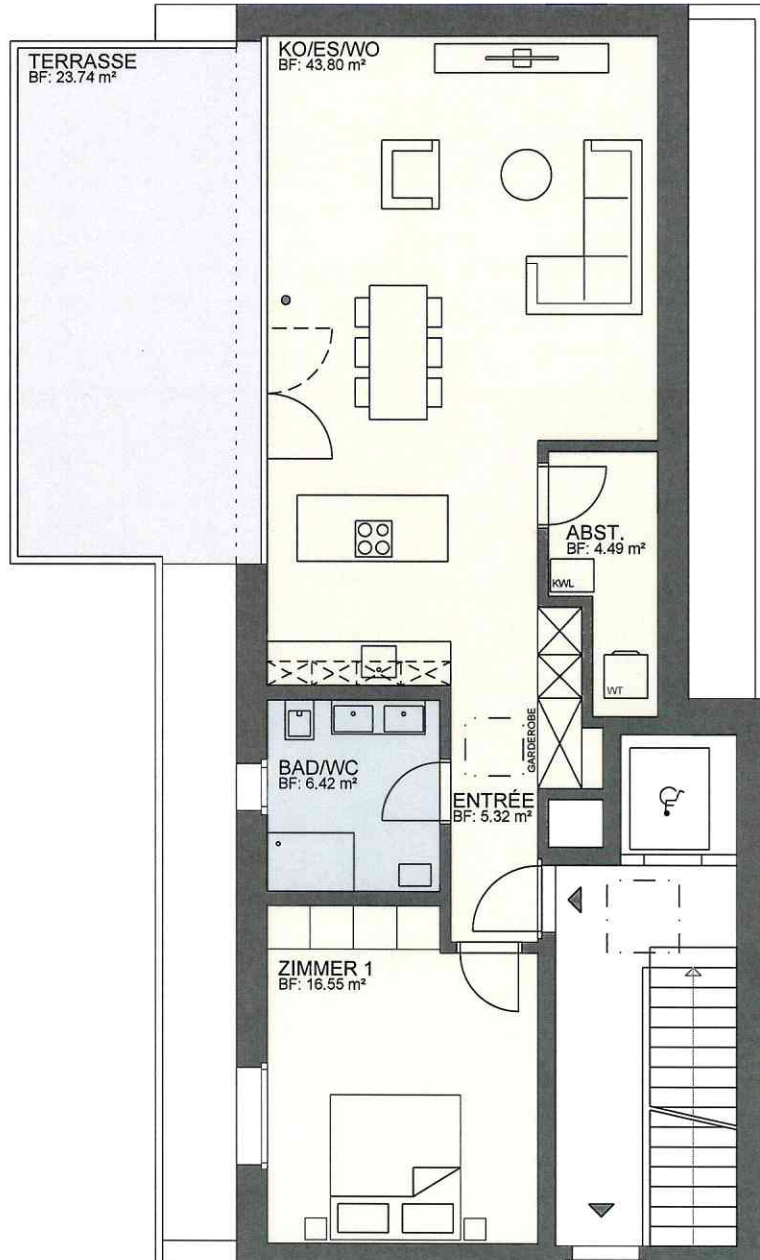 TERRASSE
BF: 23.74 m²
KO/ES/WO
BF: 43,80 m²
ABST.
BF: 4.49 m²
KWL
WT
GARDEROBE
BAD/WC
BF: 6.42 m²
ENTRÉE
BF: 5,32 m²
ZIMMER 1
BF: 16.55 m²